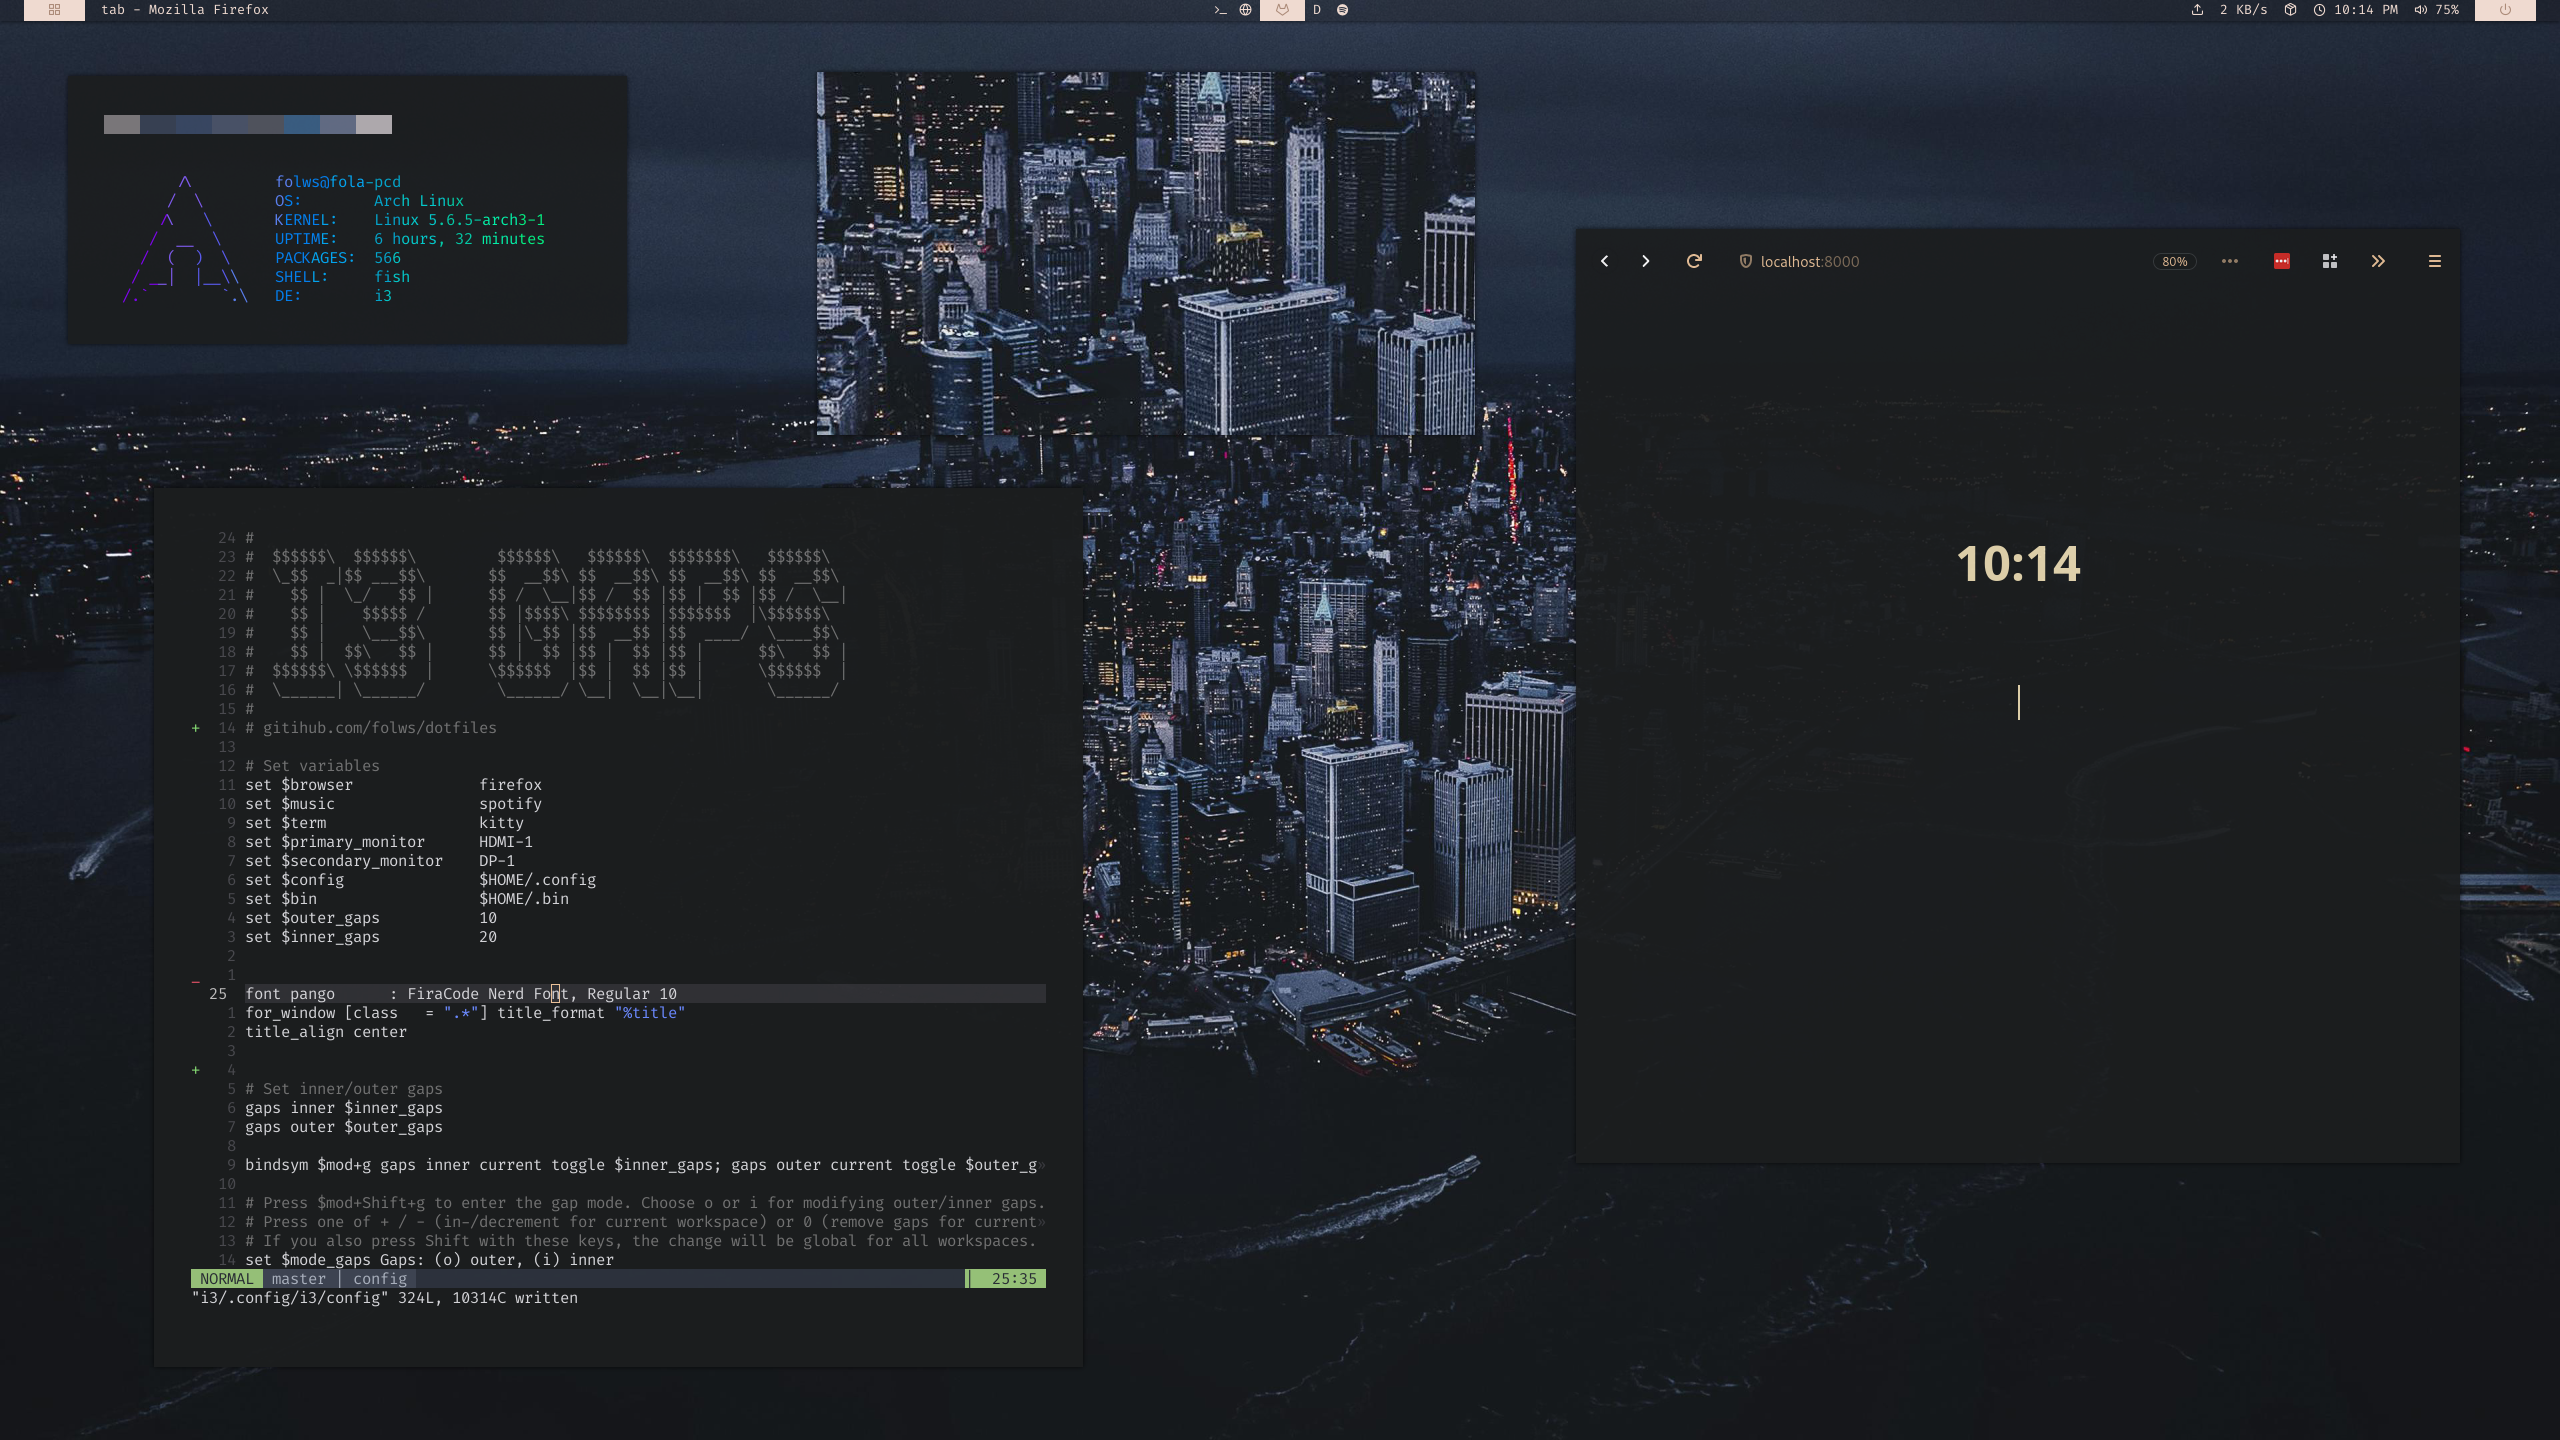 tab - Mozilla Firefox
D
2 KB/s
10:14 PM
75%
folws@fola-pcd
OS: Arch Linux
KERNEL: Linux 5.6.5-arch3-1
UPTIME: 6 hours, 32 minutes
PACKAGES: 566
SHELL: fish
DE: i3
localhost:8000
80%
10:14
24 #
23 #  $$$$$$\  $$$$$$\         $$$$$$\   $$$$$$\  $$$$$$$\   $$$$$$\
22 #  \_$$  _|$$ ___$$\       $$  __$$\ $$  __$$\ $$  __$$\ $$  __$$\
21 #    $$ |  \_/   $$ |      $$ /  \__|$$ /  $$ |$$ |  $$ |$$ /  \__|
20 #    $$ |    $$$$$ /       $$ |$$$$\ $$$$$$$$ |$$$$$$$  |\$$$$$$\
19 #    $$ |    \___$$\       $$ |\_$$ |$$  __$$ |$$  ____/  \____$$\
18 #    $$ |  $$\   $$ |      $$ |  $$ |$$ |  $$ |$$ |      $$\   $$ |
17 #  $$$$$$\ \$$$$$$  |      \$$$$$$  |$$ |  $$ |$$ |      \$$$$$$  |
16 #  \______| \______/        \______/ \__|  \__|\__|       \______/
15 #
+ 14 # gitihub.com/folws/dotfiles
13
12 # Set variables
11 set $browser firefox
10 set $music spotify
9 set $term kitty
8 set $primary_monitor HDMI-1
7 set $secondary_monitor DP-1
6 set $config $HOME/.config
5 set $bin $HOME/.bin
4 set $outer_gaps 10
3 set $inner_gaps 20
2
1
25 font pango : FiraCode Nerd Font, Regular 10
1 for_window [class = ".*"] title_format "%title"
2 title_align center
3
+ 4
5 # Set inner/outer gaps
6 gaps inner $inner_gaps
7 gaps outer $outer_gaps
8
9 bindsym $mod+g gaps inner current toggle $inner_gaps; gaps outer current toggle $outer_g»
10
11 # Press $mod+Shift+g to enter the gap mode. Choose o or i for modifying outer/inner gaps.
12 # Press one of + / - (in-/decrement for current workspace) or 0 (remove gaps for current»
13 # If you also press Shift with these keys, the change will be global for all workspaces.
14 set $mode_gaps Gaps: (o) outer, (i) inner
NORMAL master | config 25:35
"i3/.config/i3/config" 324L, 10314C written